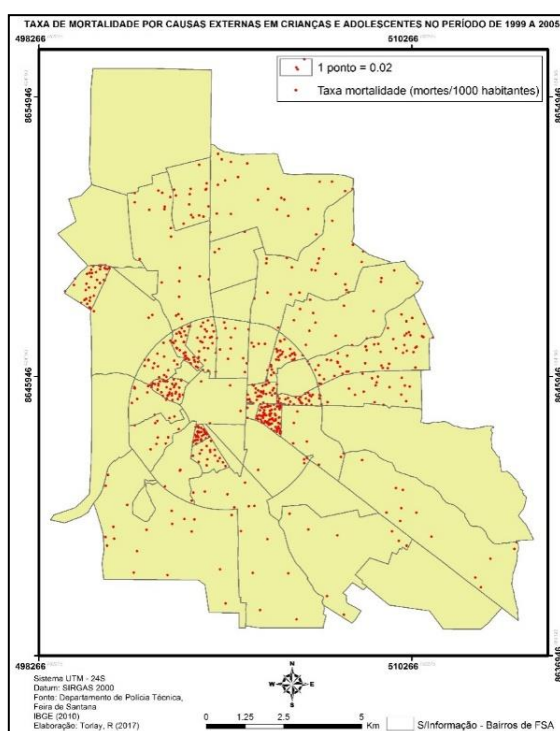 TAXA DE MORTALIDADE POR CAUSAS EXTERNAS EM CRIANÇAS E ADOLESCENTES NO PERÍODO DE 1999 A 2005
498266
510266
1 ponto = 0.02
Taxa mortalidade (mortes/1000 habitantes)
8654946
8654946
8645946
8645946
8636946
498266
510266
Sistema UTM - 24S
Datum: SIRGAS 2000
Fonte: Departamento de Polícia Técnica,
Feira de Santana
IBGE (2010)
Elaboração: Torlay, R (2017)
N
W
E
S
0 1.25 2.5 5
Km
S/Informação - Bairros de FSA